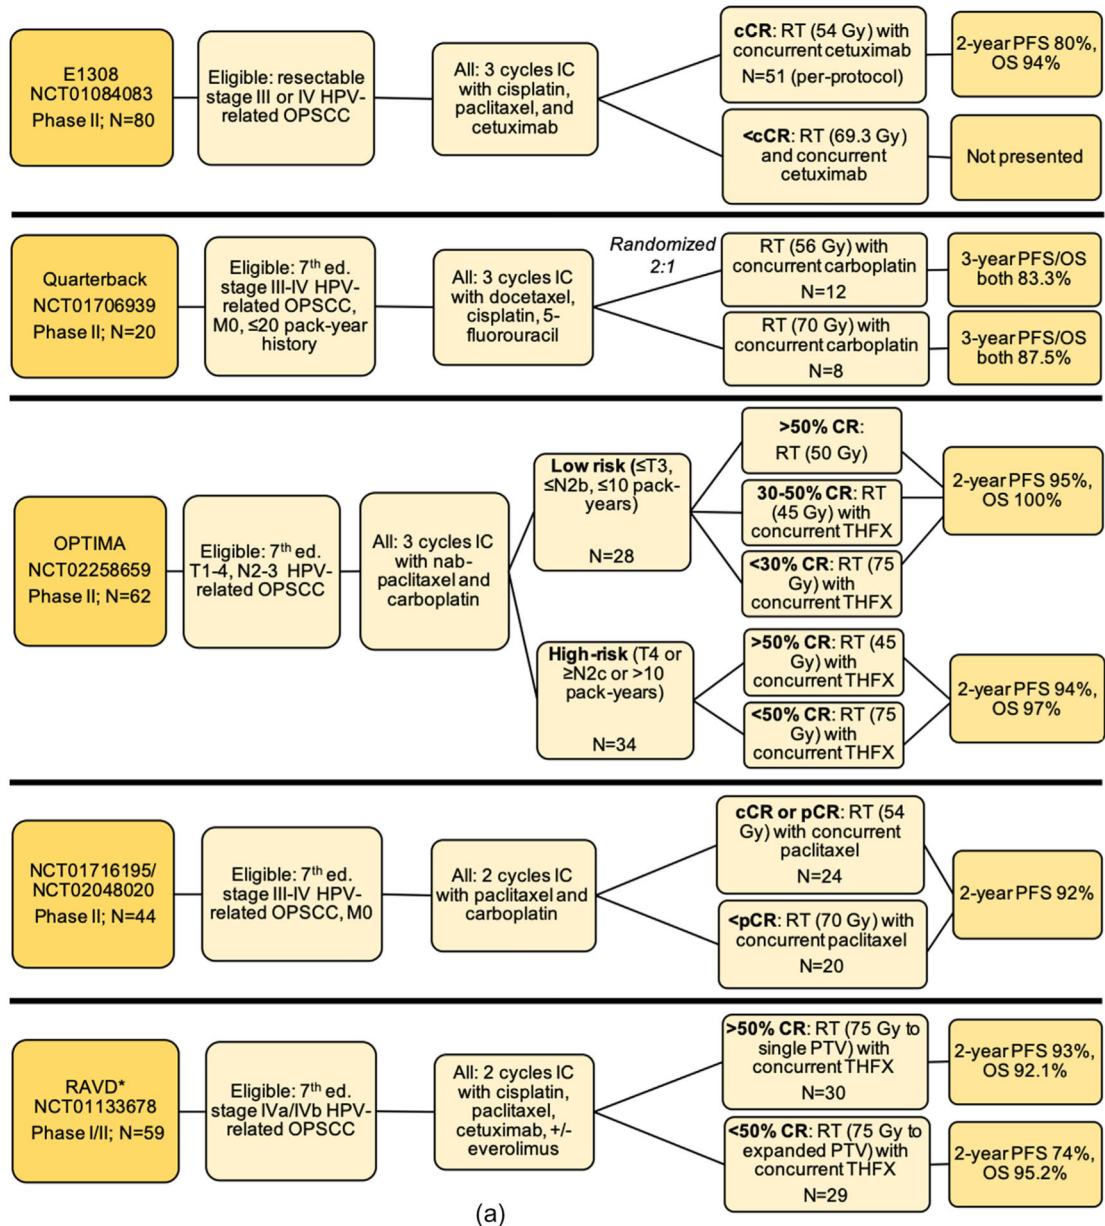 E1308
NCT01084083
Phase II; N=80
Eligible: resectable
stage III or IV HPV-
related OPSCC
All: 3 cycles IC
with cisplatin,
paclitaxel, and
cetuximab
cCR: RT (54 Gy) with
concurrent cetuximab
N=51 (per-protocol)
2-year PFS 80%,
OS 94%
<cCR: RT (69.3 Gy)
and concurrent
cetuximab
Not presented
Quarterback
NCT01706939
Phase II; N=20
Eligible: 7th ed.
stage III-IV HPV-
related OPSCC,
M0, ≤20 pack-year
history
All: 3 cycles IC
with docetaxel,
cisplatin, 5-
fluorouracil
Randomized
2:1
RT (56 Gy) with
concurrent carboplatin
N=12
3-year PFS/OS
both 83.3%
RT (70 Gy) with
concurrent carboplatin
N=8
3-year PFS/OS
both 87.5%
OPTIMA
NCT02258659
Phase II; N=62
Eligible: 7th ed.
T1-4, N2-3 HPV-
related OPSCC
All: 3 cycles IC
with nab-
paclitaxel and
carboplatin
Low risk (≤T3,
≤N2b, ≤10 pack-
years)
N=28
>50% CR:
RT (50 Gy)
30-50% CR: RT
(45 Gy) with
concurrent THFX
<30% CR: RT (75
Gy) with
concurrent THFX
2-year PFS 95%,
OS 100%
High-risk (T4 or
≥N2c or >10
pack-years)
N=34
>50% CR: RT (45
Gy) with
concurrent THFX
<50% CR: RT (75
Gy) with
concurrent THFX
2-year PFS 94%,
OS 97%
NCT01716195/
NCT02048020
Phase II; N=44
Eligible: 7th ed.
stage III-IV HPV-
related OPSCC, M0
All: 2 cycles IC
with paclitaxel and
carboplatin
cCR or pCR: RT (54
Gy) with concurrent
paclitaxel
N=24
<pCR: RT (70 Gy) with
concurrent paclitaxel
N=20
2-year PFS 92%
RAVD*
NCT01133678
Phase I/II; N=59
Eligible: 7th ed.
stage IVa/IVb HPV-
related OPSCC
All: 2 cycles IC
with cisplatin,
paclitaxel,
cetuximab, +/-
everolimus
>50% CR: RT (75 Gy to
single PTV) with
concurrent THFX
N=30
2-year PFS 93%,
OS 92.1%
<50% CR: RT (75 Gy to
expanded PTV) with
concurrent THFX
N=29
2-year PFS 74%,
OS 95.2%
(a)